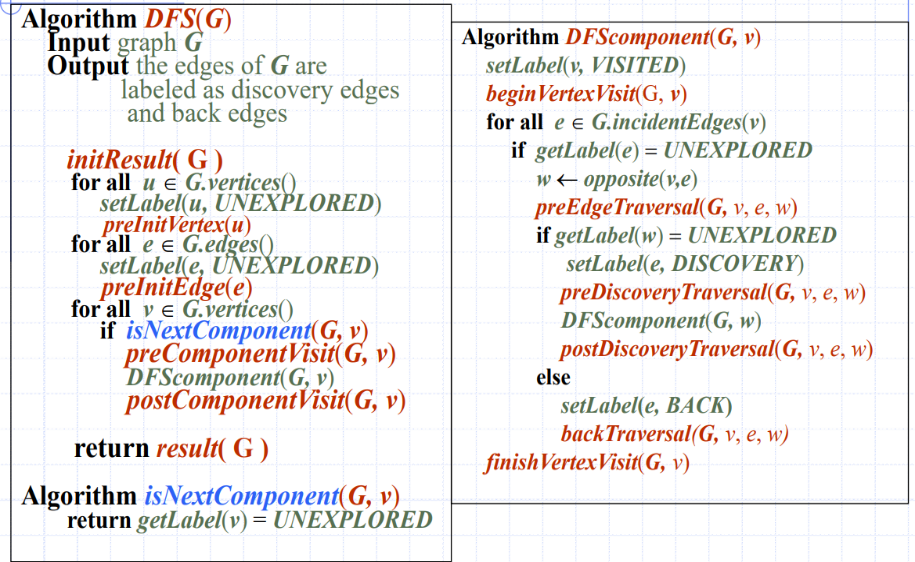 Algorithm DFS(G)
Input graph G
Output the edges of G are
labeled as discovery edges
and back edges
initResult( G )
for all u ∈ G.vertices()
setLabel(u, UNEXPLORED)
preInitVertex(u)
for all e ∈ G.edges()
setLabel(e, UNEXPLORED)
preInitEdge(e)
for all v ∈ G.vertices()
if isNextComponent(G, v)
preComponentVisit(G, v)
DFScomponent(G, v)
postComponentVisit(G, v)
return result( G )
Algorithm isNextComponent(G, v)
return getLabel(v) = UNEXPLORED
Algorithm DFScomponent(G, v)
setLabel(v, VISITED)
beginVertexVisit(G, v)
for all e ∈ G.incidentEdges(v)
if getLabel(e) = UNEXPLORED
w ← opposite(v,e)
preEdgeTraversal(G, v, e, w)
if getLabel(w) = UNEXPLORED
setLabel(e, DISCOVERY)
preDiscoveryTraversal(G, v, e, w)
DFScomponent(G, w)
postDiscoveryTraversal(G, v, e, w)
else
setLabel(e, BACK)
backTraversal(G, v, e, w)
finishVertexVisit(G, v)